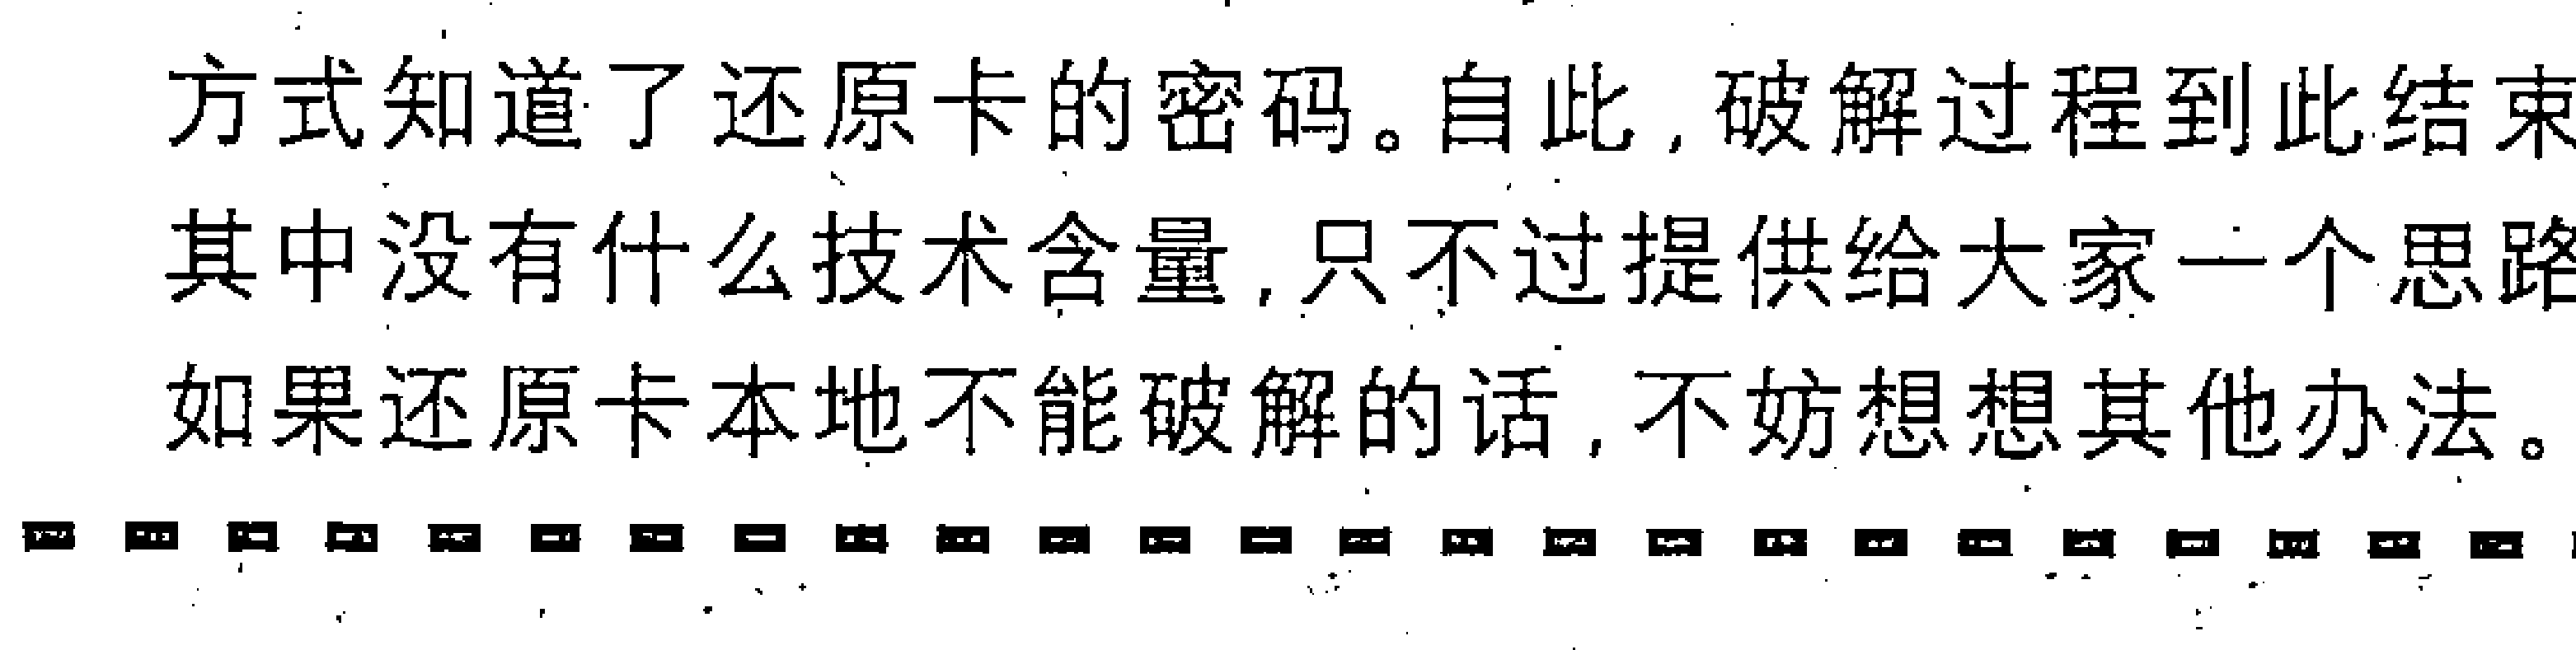 方式知道了还原卡的密码。自此,破解过程到此结束
其中没有什么技术含量,只不过提供给大家一个思路
如果还原卡本地不能破解的话,不妨想想其他办法。